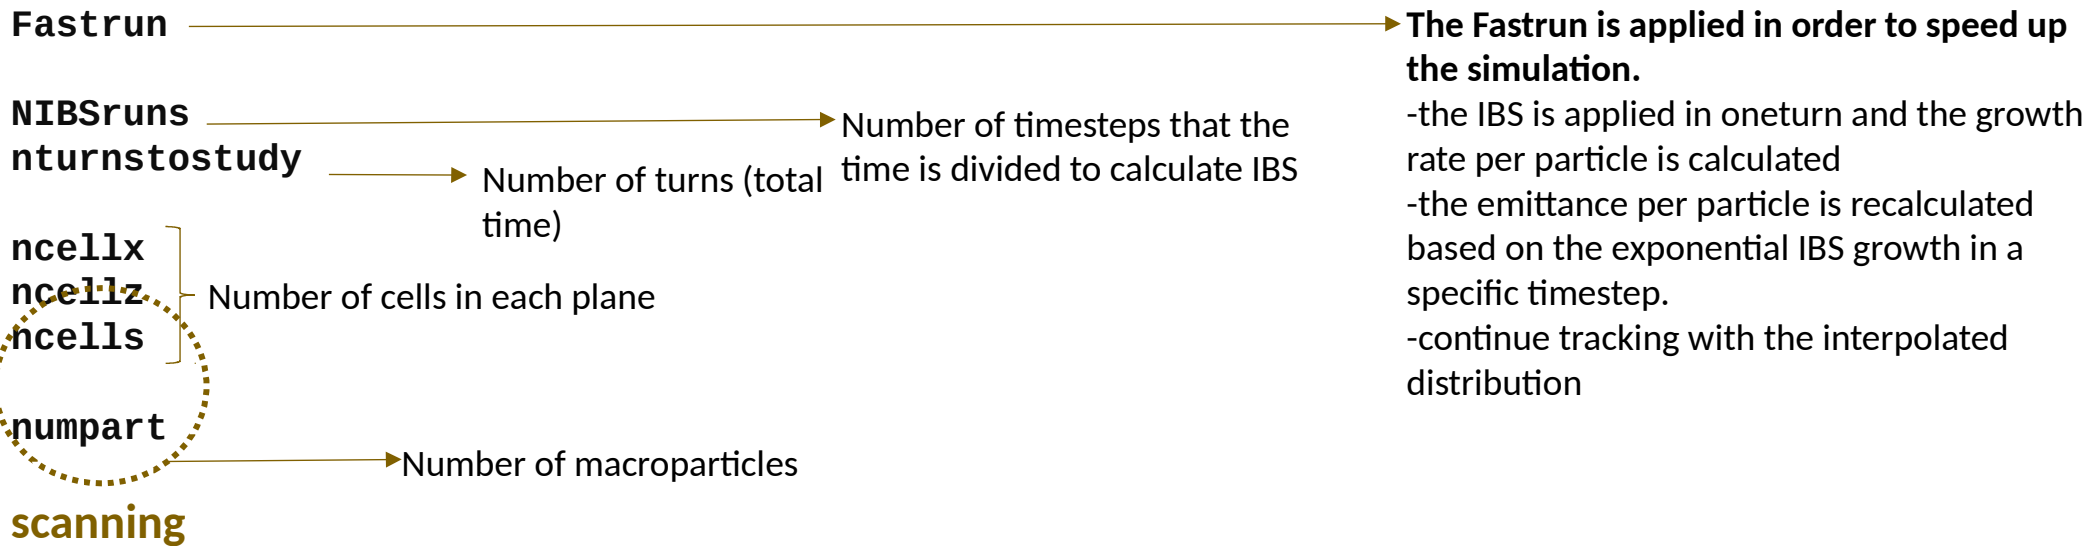 Fastrun
The Fastrun is applied in order to speed up
the simulation.
-the IBS is applied in oneturn and the growth
rate per particle is calculated
-the emittance per particle is recalculated
based on the exponential IBS growth in a
specific timestep.
-continue tracking with the interpolated
distribution
NIBSruns
Number of timesteps that the
time is divided to calculate IBS
nturnstostudy
Number of turns (total
time)
ncellx
ncellz
ncells
Number of cells in each plane
numpart
Number of macroparticles
scanning